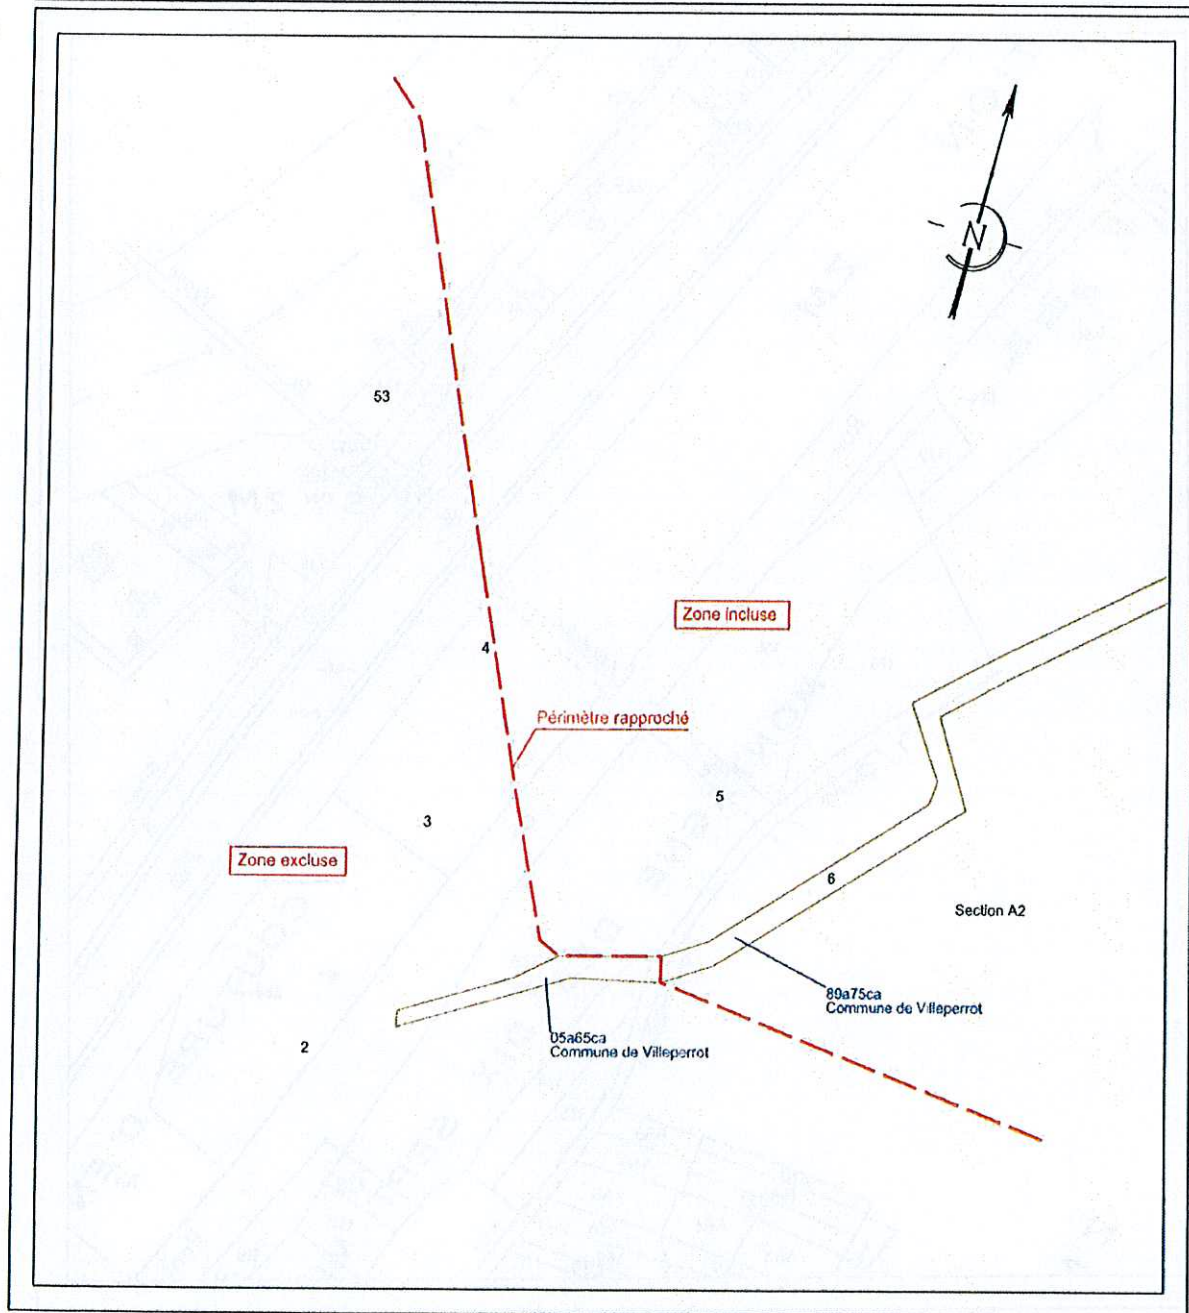 N
53
Zone incluse
4
Périmètre rapproché
5
3
Zone excluse
6
Section A2
89a75ca
Commune de Villeperrot
05a65ca
Commune de Villeperrot
2